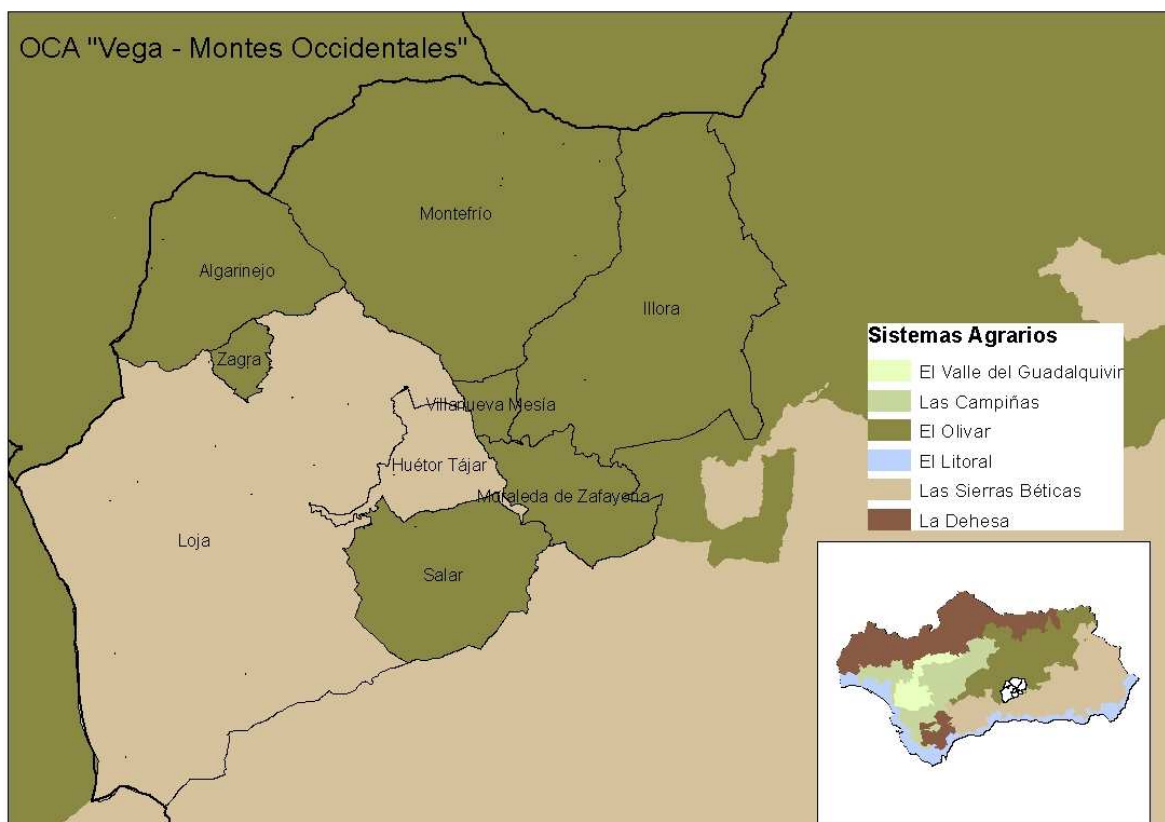 OCA "Vega - Montes Occidentales"
Montefrío
Algarinejo
Illora
Zagra
Villanueva Mesía
Huétor Tájar
Moraleda de Zafayona
Loja
Salar
Sistemas Agrarios
El Valle del Guadalquivir
Las Campiñas
El Olivar
El Litoral
Las Sierras Béticas
La Dehesa